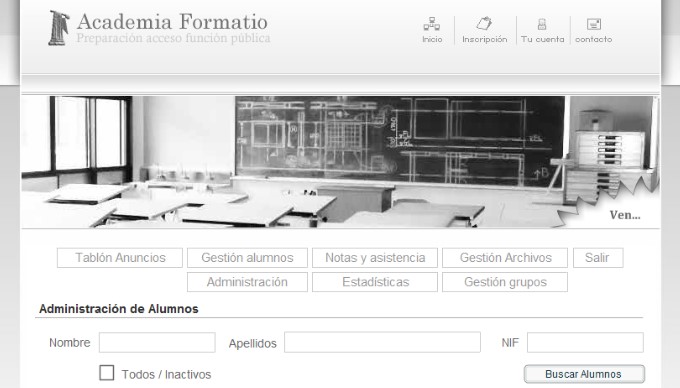 Academia Formatio
Preparación acceso función pública
Inicio Inscripción Tu cuenta contacto
Ven...
Tablón Anuncios Gestión alumnos Notas y asistencia Gestión Archivos Salir
Administración Estadísticas Gestión grupos
Administración de Alumnos
Nombre Apellidos NIF
Todos / Inactivos Buscar Alumnos